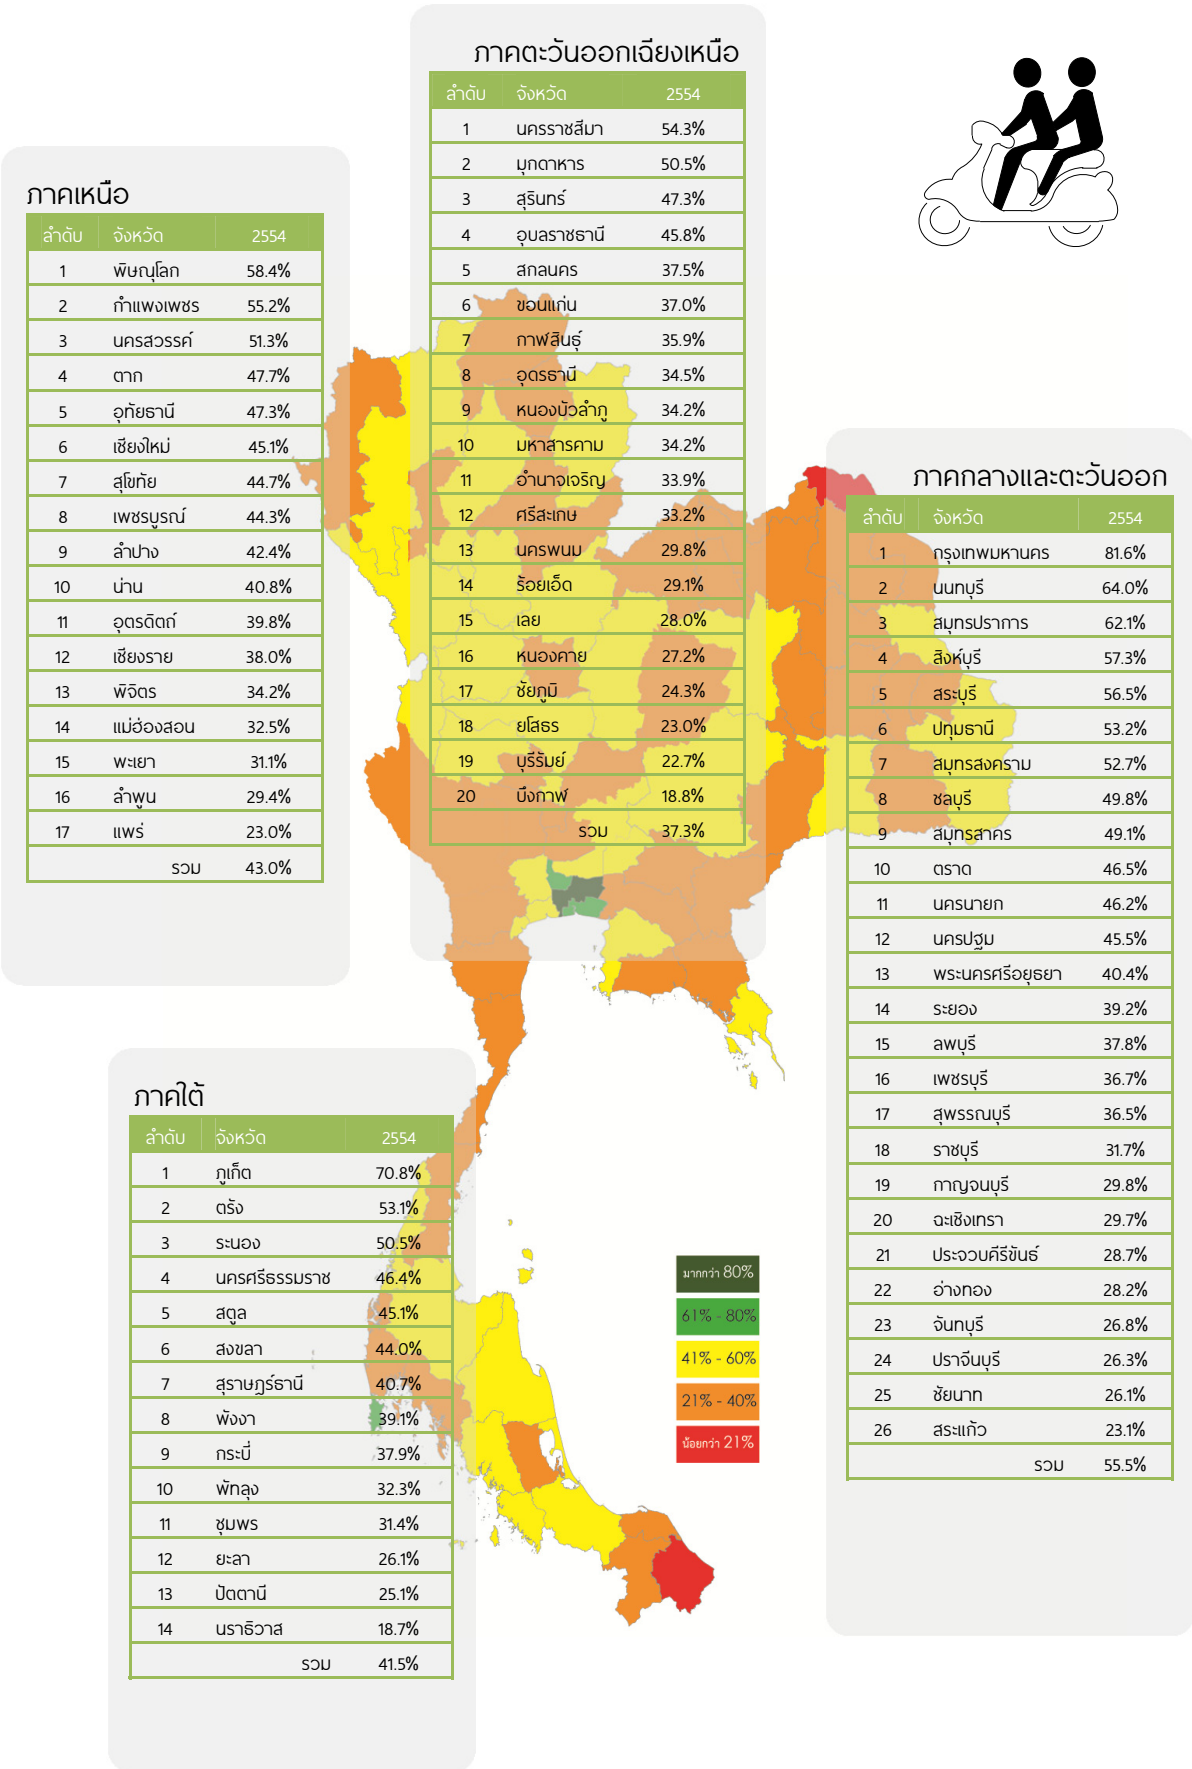 ภาคตะวันออกเฉียงเหนือ
ลำดับ จังหวัด 2554
1 นครราชสีมา 54.3%
2 มุกดาหาร 50.5%
3 สุรินทร์ 47.3%
4 อุบลราชธานี 45.8%
5 สกลนคร 37.5%
6 ขอนแก่น 37.0%
7 กาฬสินธุ์ 35.9%
8 อุดรธานี 34.5%
9 หนองบัวลำภู 34.2%
10 มหาสารคาม 34.2%
11 อำนาจเจริญ 33.9%
12 ศรีสะเกษ 33.2%
13 นครพนม 29.8%
14 ร้อยเอ็ด 29.1%
15 เลย 28.0%
16 หนองคาย 27.2%
17 ชัยภูมิ 24.3%
18 ยโสธร 23.0%
19 บุรีรัมย์ 22.7%
20 บึงกาฬ 18.8%
รวม 37.3%
ภาคเหนือ
ลำดับ จังหวัด 2554
1 พิษณุโลก 58.4%
2 กำแพงเพชร 55.2%
3 นครสวรรค์ 51.3%
4 ตาก 47.7%
5 อุทัยธานี 47.3%
6 เชียงใหม่ 45.1%
7 สุโขทัย 44.7%
8 เพชรบูรณ์ 44.3%
9 ลำปาง 42.4%
10 น่าน 40.8%
11 อุตรดิตถ์ 39.8%
12 เชียงราย 38.0%
13 พิจิตร 34.2%
14 แม่ฮ่องสอน 32.5%
15 พะเยา 31.1%
16 ลำพูน 29.4%
17 แพร่ 23.0%
รวม 43.0%
ภาคกลางและตะวันออก
ลำดับ จังหวัด 2554
1 กรุงเทพมหานคร 81.6%
2 นนทบุรี 64.0%
3 สมุทรปราการ 62.1%
4 สิงห์บุรี 57.3%
5 สระบุรี 56.5%
6 ปทุมธานี 53.2%
7 สมุทรสงคราม 52.7%
8 ชลบุรี 49.8%
9 สมุทรสาคร 49.1%
10 ตราด 46.5%
11 นครนายก 46.2%
12 นครปฐม 45.5%
13 พระนครศรีอยุธยา 40.4%
14 ระยอง 39.2%
15 ลพบุรี 37.8%
16 เพชรบุรี 36.7%
17 สุพรรณบุรี 36.5%
18 ราชบุรี 31.7%
19 กาญจนบุรี 29.8%
20 ฉะเชิงเทรา 29.7%
21 ประจวบคีรีขันธ์ 28.7%
22 อ่างทอง 28.2%
23 จันทบุรี 26.8%
24 ปราจีนบุรี 26.3%
25 ชัยนาท 26.1%
26 สระแก้ว 23.1%
รวม 55.5%
ภาคใต้
ลำดับ จังหวัด 2554
1 ภูเก็ต 70.8%
2 ตรัง 53.1%
3 ระนอง 50.5%
4 นครศรีธรรมราช 46.4%
5 สตูล 45.1%
6 สงขลา 44.0%
7 สุราษฎร์ธานี 40.7%
8 พังงา 39.1%
9 กระบี่ 37.9%
10 พัทลุง 32.3%
11 ชุมพร 31.4%
12 ยะลา 26.1%
13 ปัตตานี 25.1%
14 นราธิวาส 18.7%
รวม 41.5%
มากกว่า 80%
61% - 80%
41% - 60%
21% - 40%
น้อยกว่า 21%